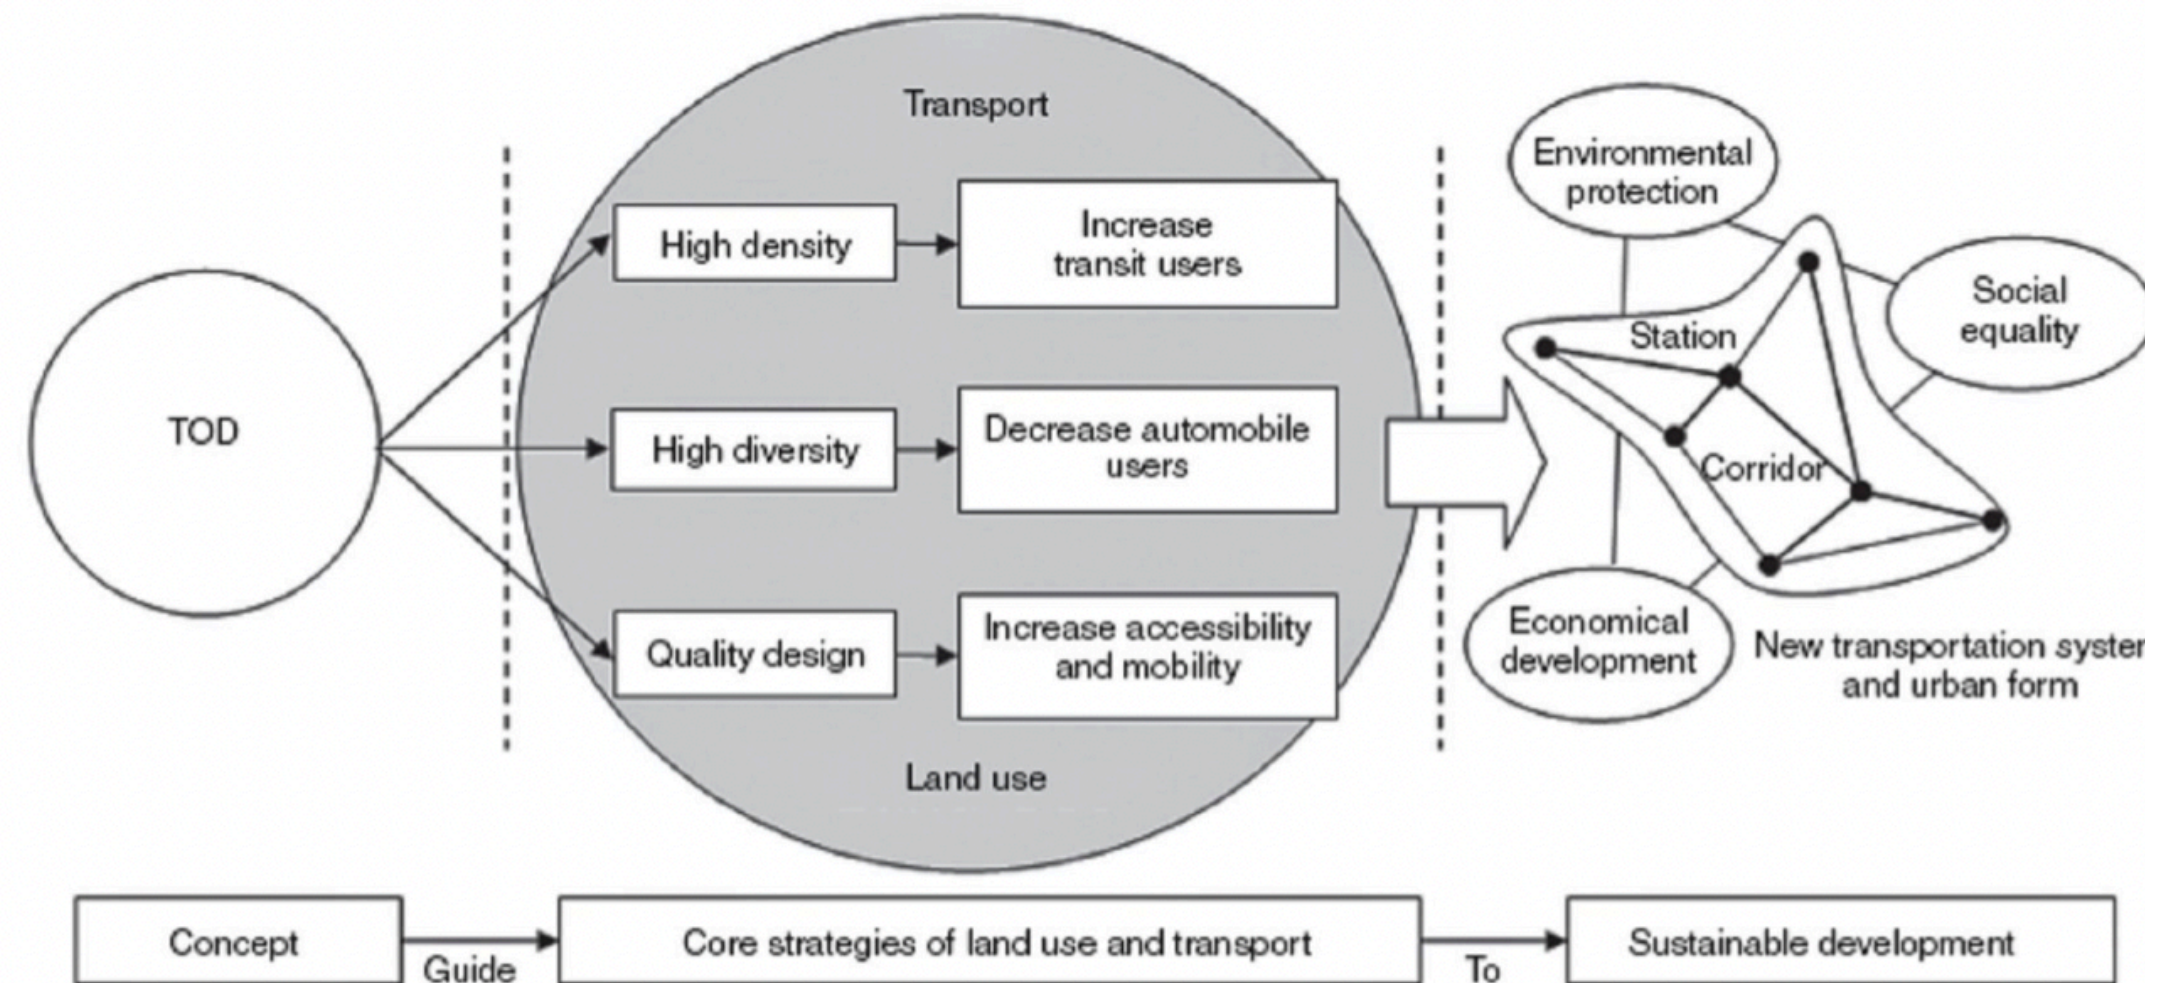 TOD
Transport
High density
Increase
transit users
High diversity
Decrease automobile
users
Quality design
Increase accessibility
and mobility
Land use
Environmental
protection
Social
equality
Station
Corridor
Economical
development
New transportation syster
and urban form
Concept
Guide
Core strategies of land use and transport
To
Sustainable development